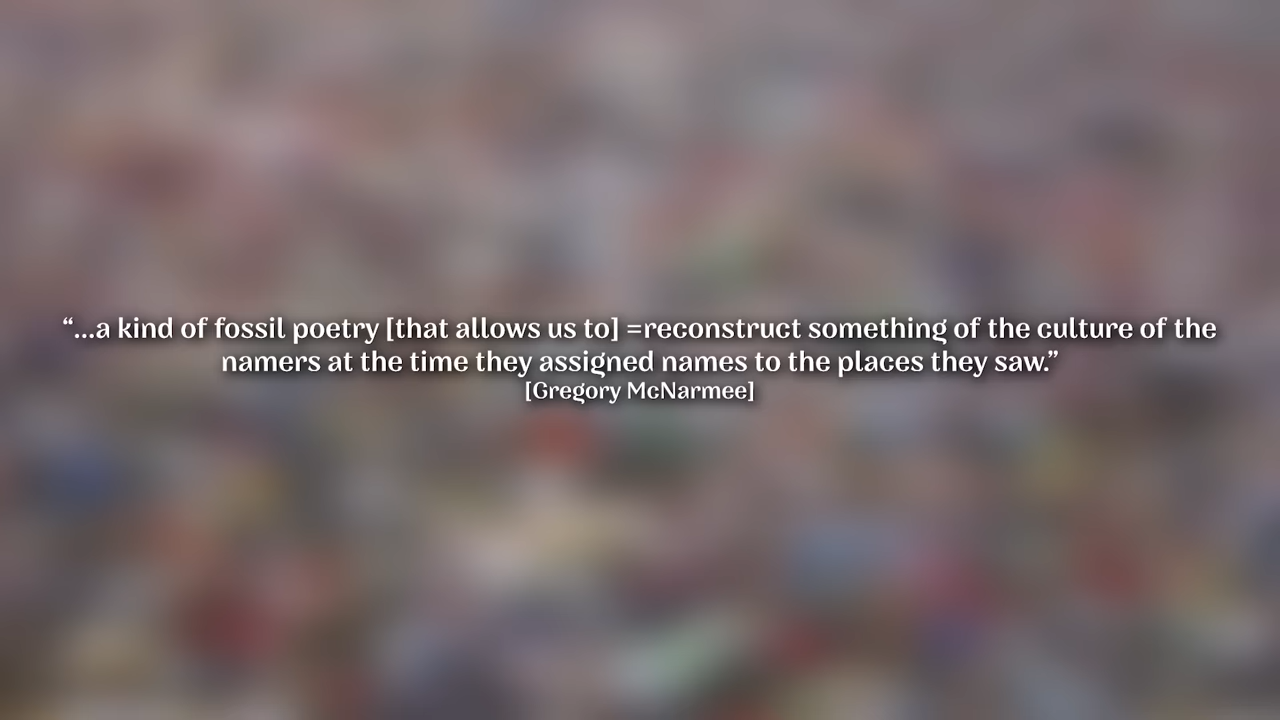 “...a kind of fossil poetry [that allows us to] =reconstruct something of the culture of the
namers at the time they assigned names to the places they saw.”
[Gregory McNarmee]